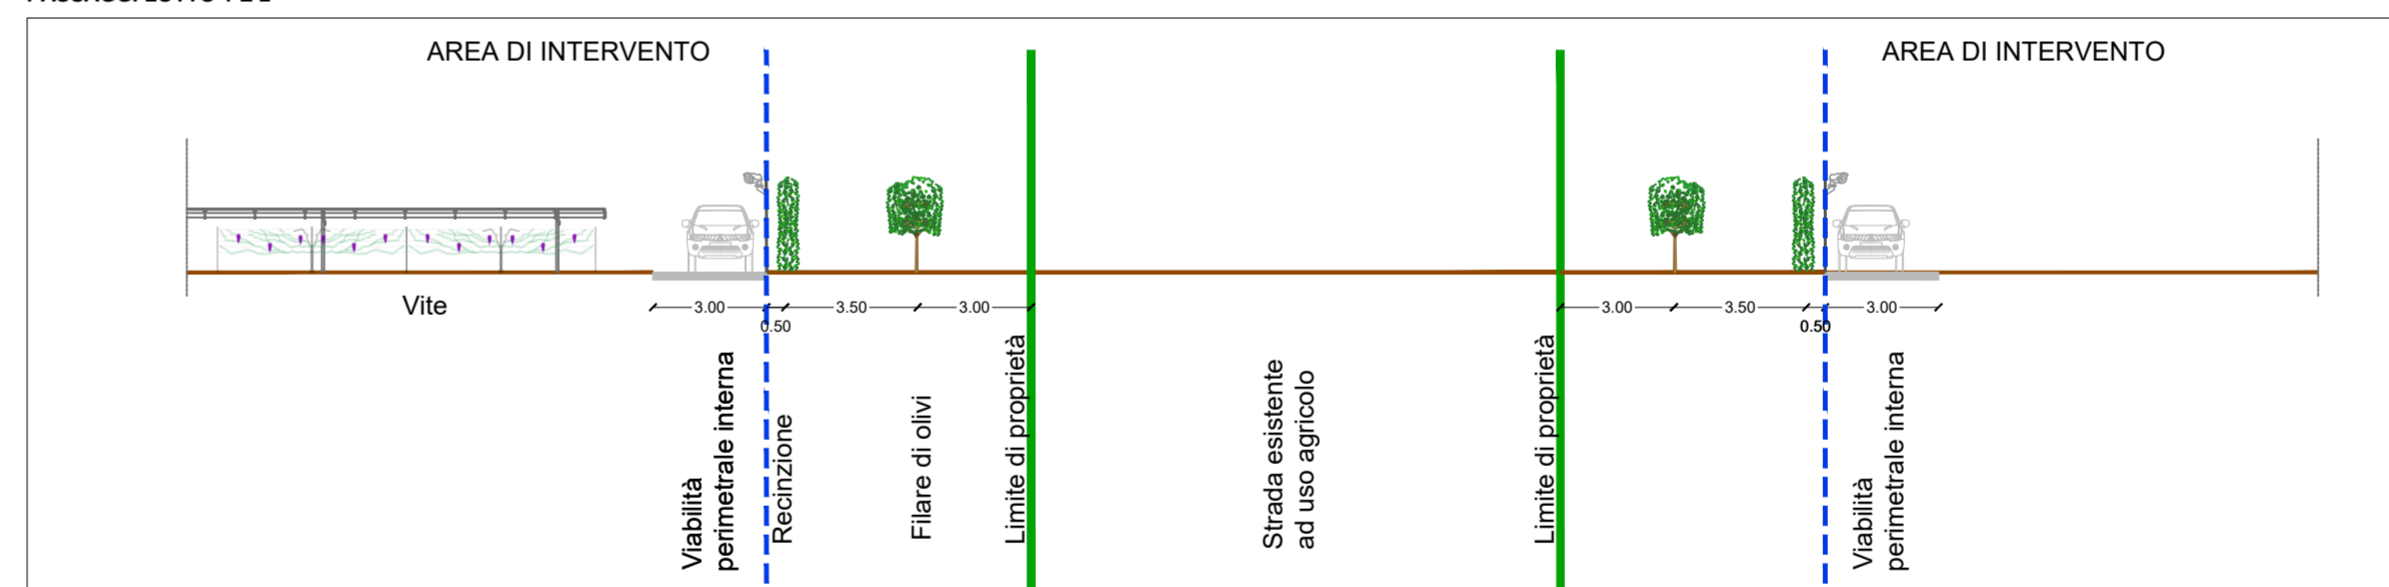 AREA DI INTERVENTO
AREA DI INTERVENTO
Vite
3.00
0.50
3.50
3.00
3.00
3.50
0.50
3.00
Viabilità
perimetrale interna
Recinzione
Filare di olivi
Limite di proprietà
Strada esistente
ad uso agricolo
Limite di proprietà
Viabilità
perimetrale interna